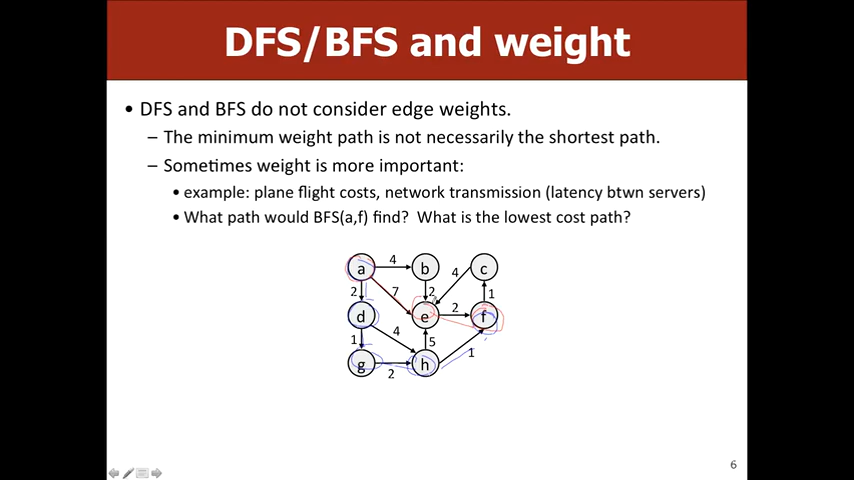 DFS/BFS and weight
• DFS and BFS do not consider edge weights.
– The minimum weight path is not necessarily the shortest path.
– Sometimes weight is more important:
• example: plane flight costs, network transmission (latency btwn servers)
• What path would BFS(a,f) find? What is the lowest cost path?
a 4 b c
2 7 2 4 1
d e 2 f
1 4 5 1
g 2 h
6